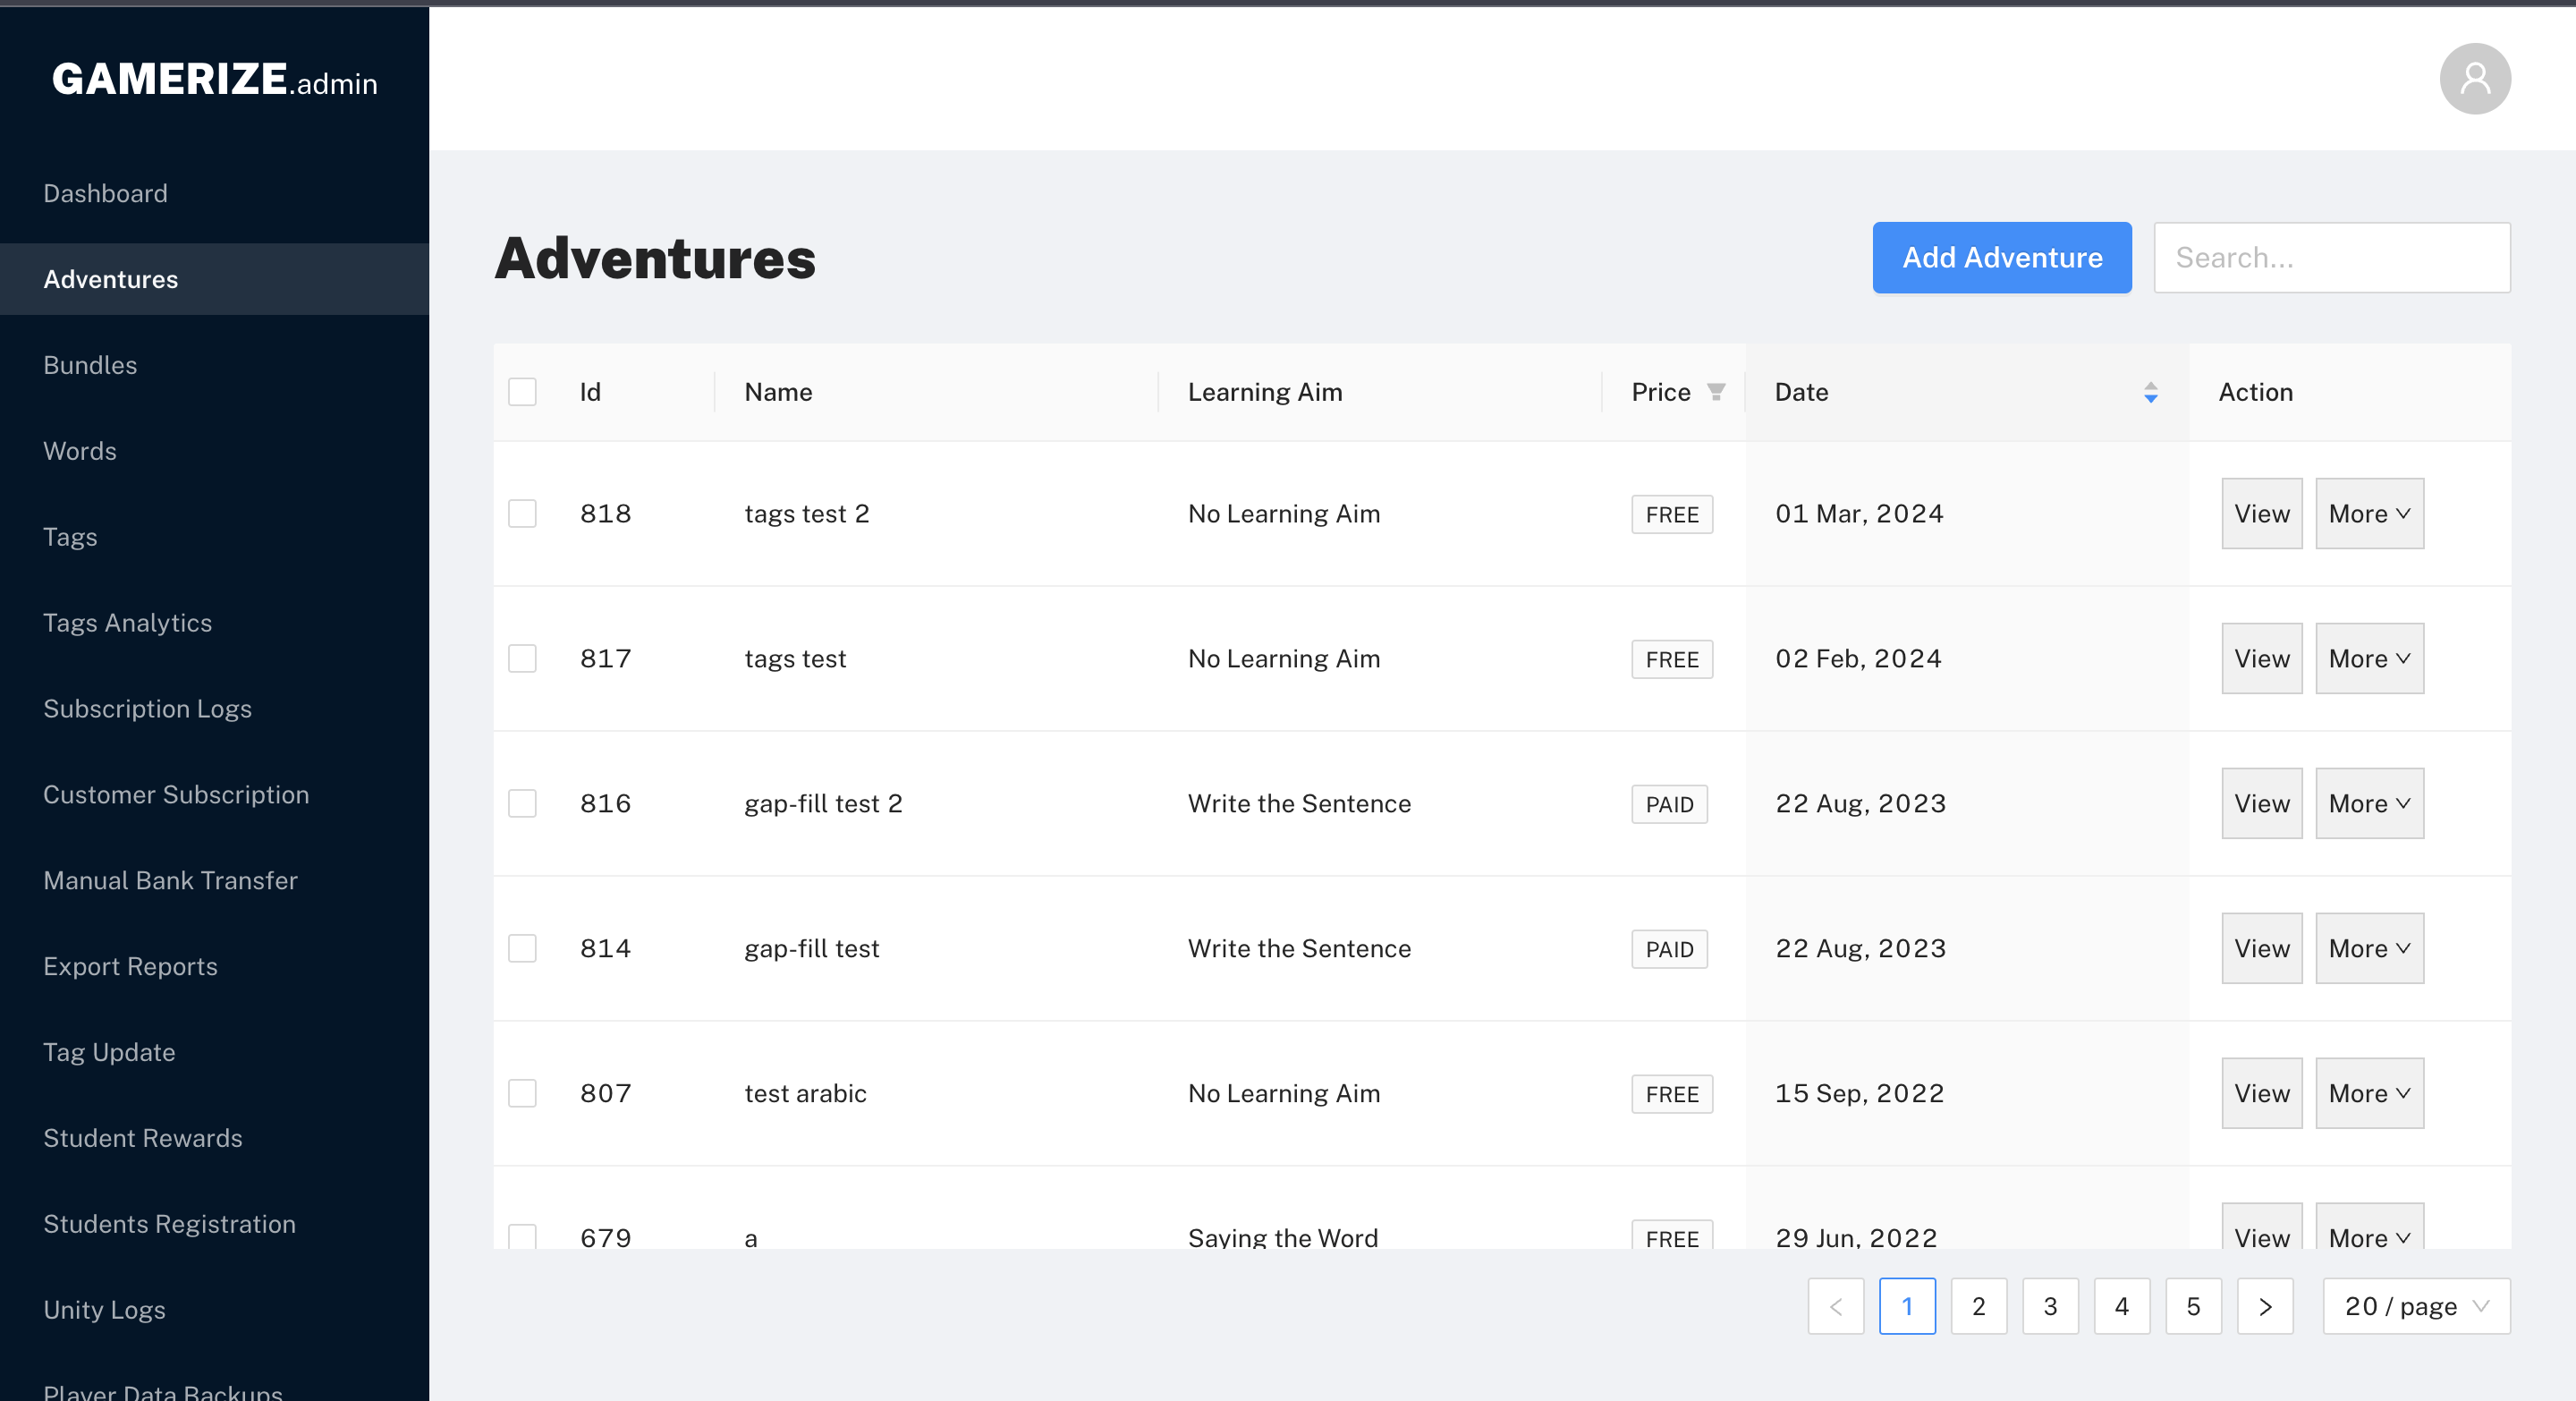 GAMERIZE.admin
Dashboard
Adventures
Bundles
Words
Tags
Tags Analytics
Subscription Logs
Customer Subscription
Manual Bank Transfer
Export Reports
Tag Update
Student Rewards
Students Registration
Unity Logs
Player Data Backups
Adventures
Add Adventure
Search...
Id Name Learning Aim Price Date Action
818 tags test 2 No Learning Aim FREE 01 Mar, 2024 View More
817 tags test No Learning Aim FREE 02 Feb, 2024 View More
816 gap-fill test 2 Write the Sentence PAID 22 Aug, 2023 View More
814 gap-fill test Write the Sentence PAID 22 Aug, 2023 View More
807 test arabic No Learning Aim FREE 15 Sep, 2022 View More
679 a Saying the Word FREE 29 Jun, 2022 View More
1 2 3 4 5 20 / page